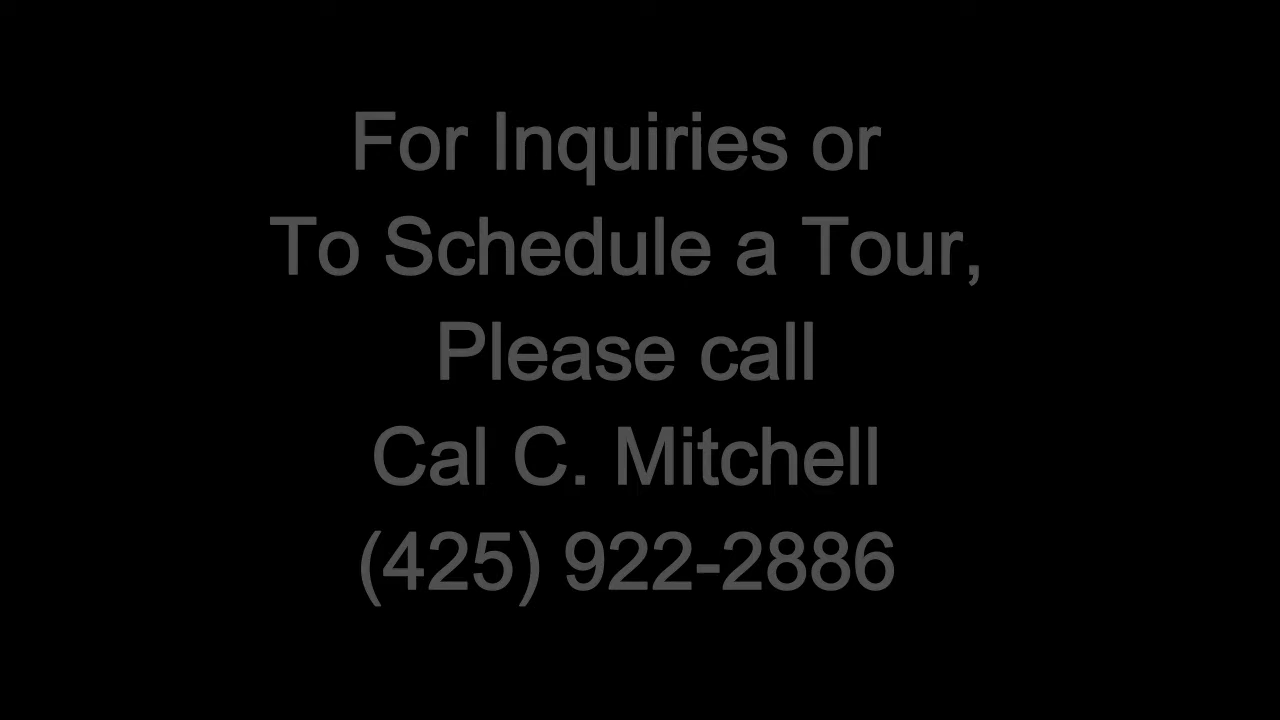 For Inquiries or
To Schedule a Tour,
Please call
Cal C. Mitchell
(425) 922-2886